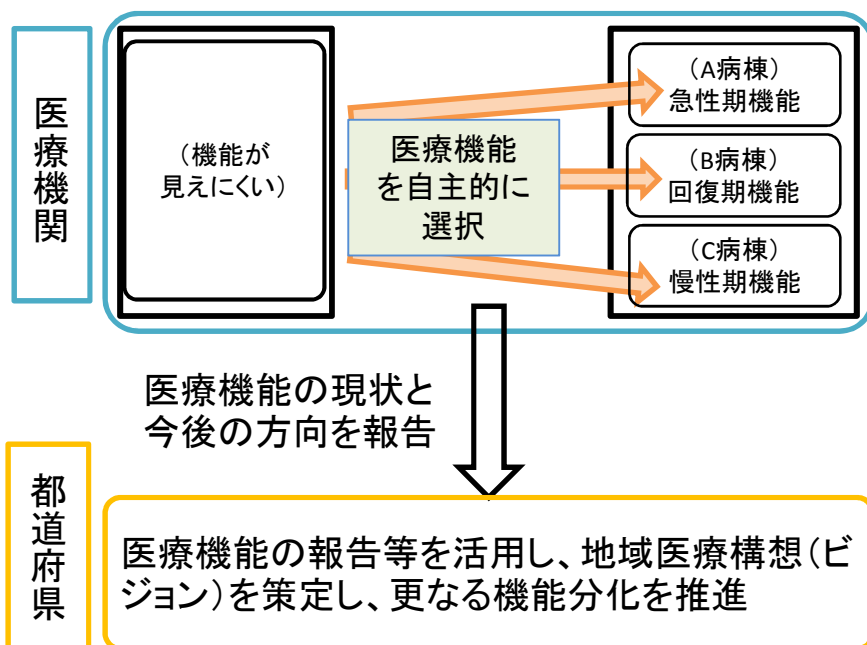 医療機関
(機能が
見えにくい)
医療機能
を自主的に
選択
(A病棟)
急性期機能
(B病棟)
回復期機能
(C病棟)
慢性期機能
医療機能の現状と
今後の方向を報告
都道府県
医療機能の報告等を活用し、地域医療構想(ビ
ジョン)を策定し、更なる機能分化を推進